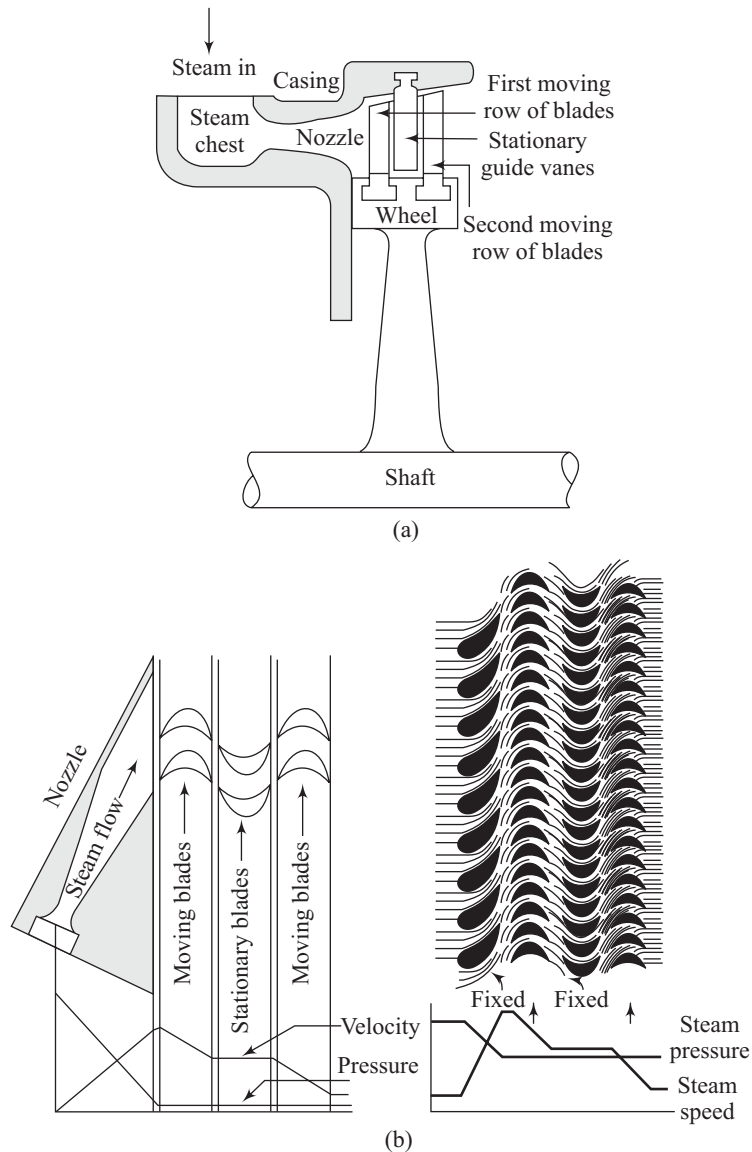 Steam in
Casing
Steam
chest
Nozzle
First moving
row of blades
Stationary
guide vanes
Second moving
row of blades
Wheel
Shaft
(a)
Nozzle
Steam flow
Moving blades
Stationary blades
Moving blades
Velocity
Pressure
Fixed
Fixed
Steam
pressure
Steam
speed
(b)